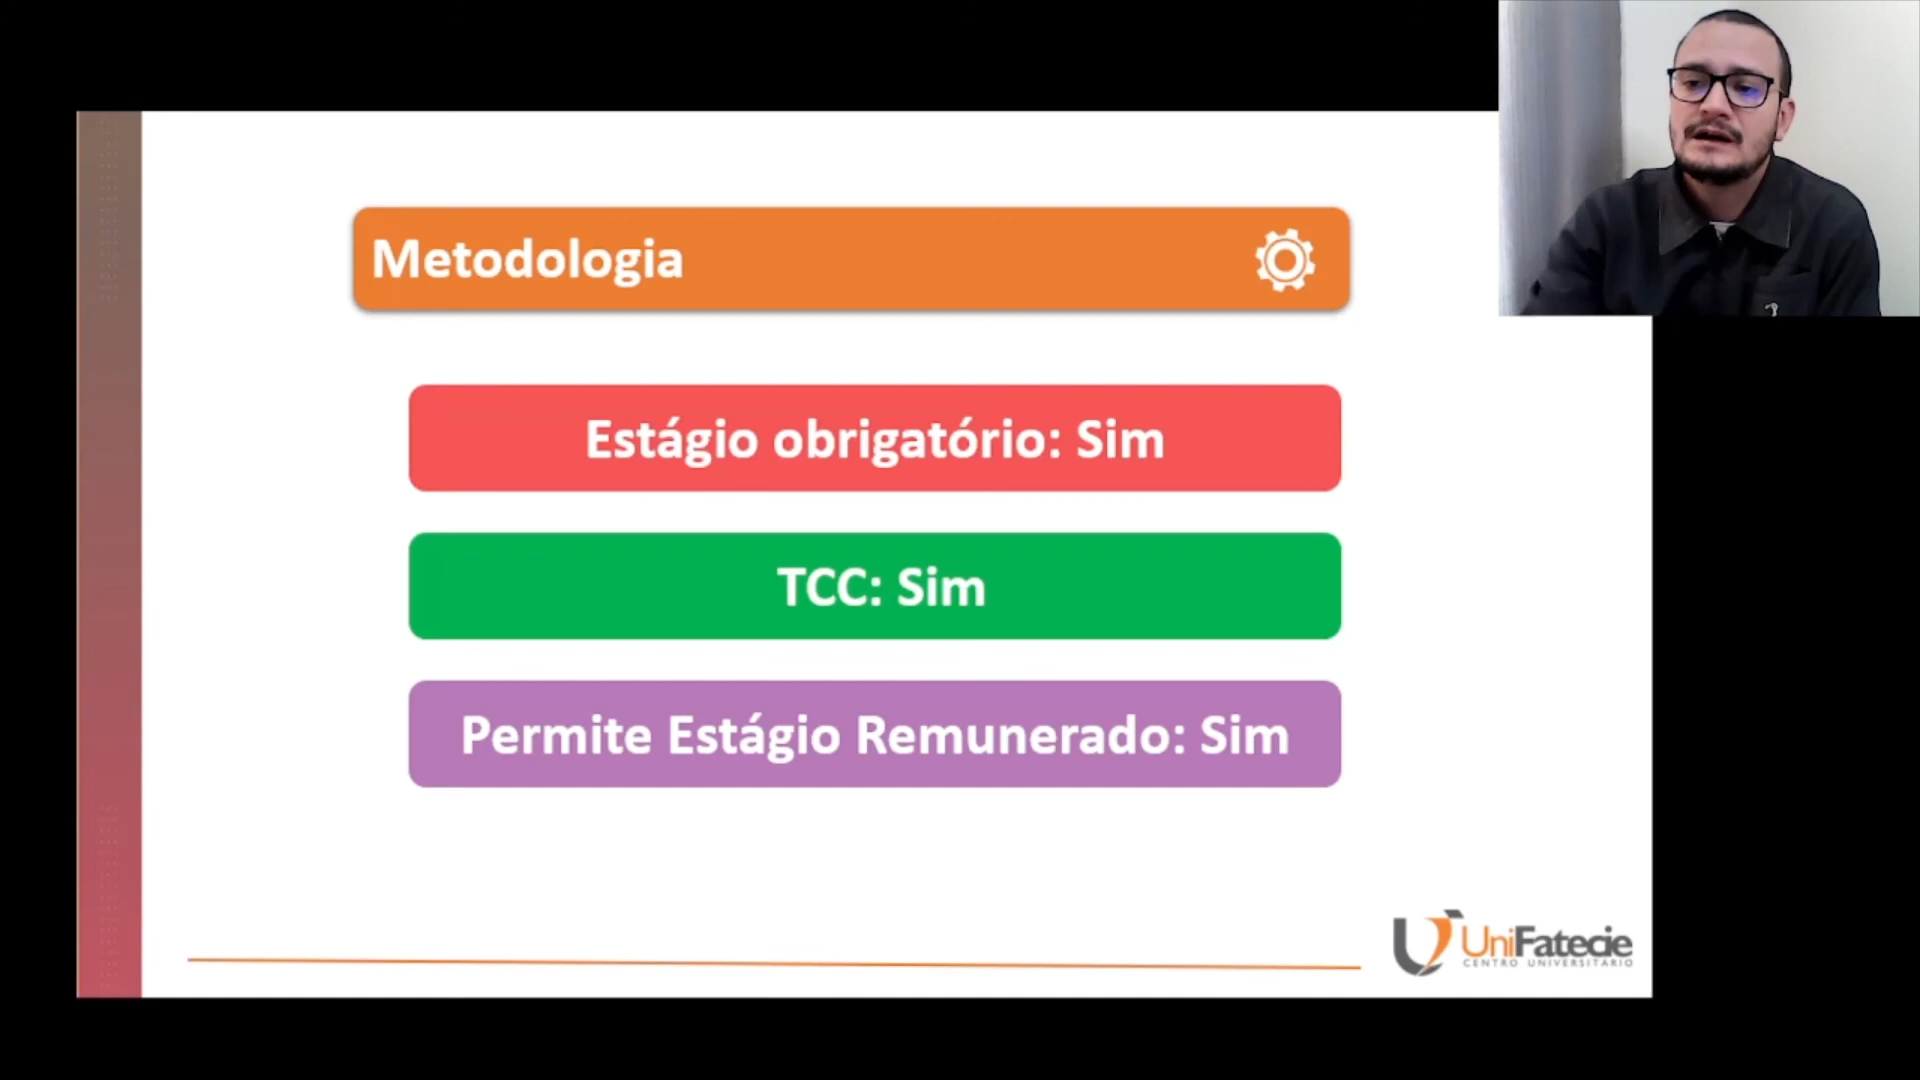 Metodologia
Estágio obrigatório: Sim
TCC: Sim
Permite Estágio Remunerado: Sim
UniFatecie
CENTRO UNIVERSITÁRIO